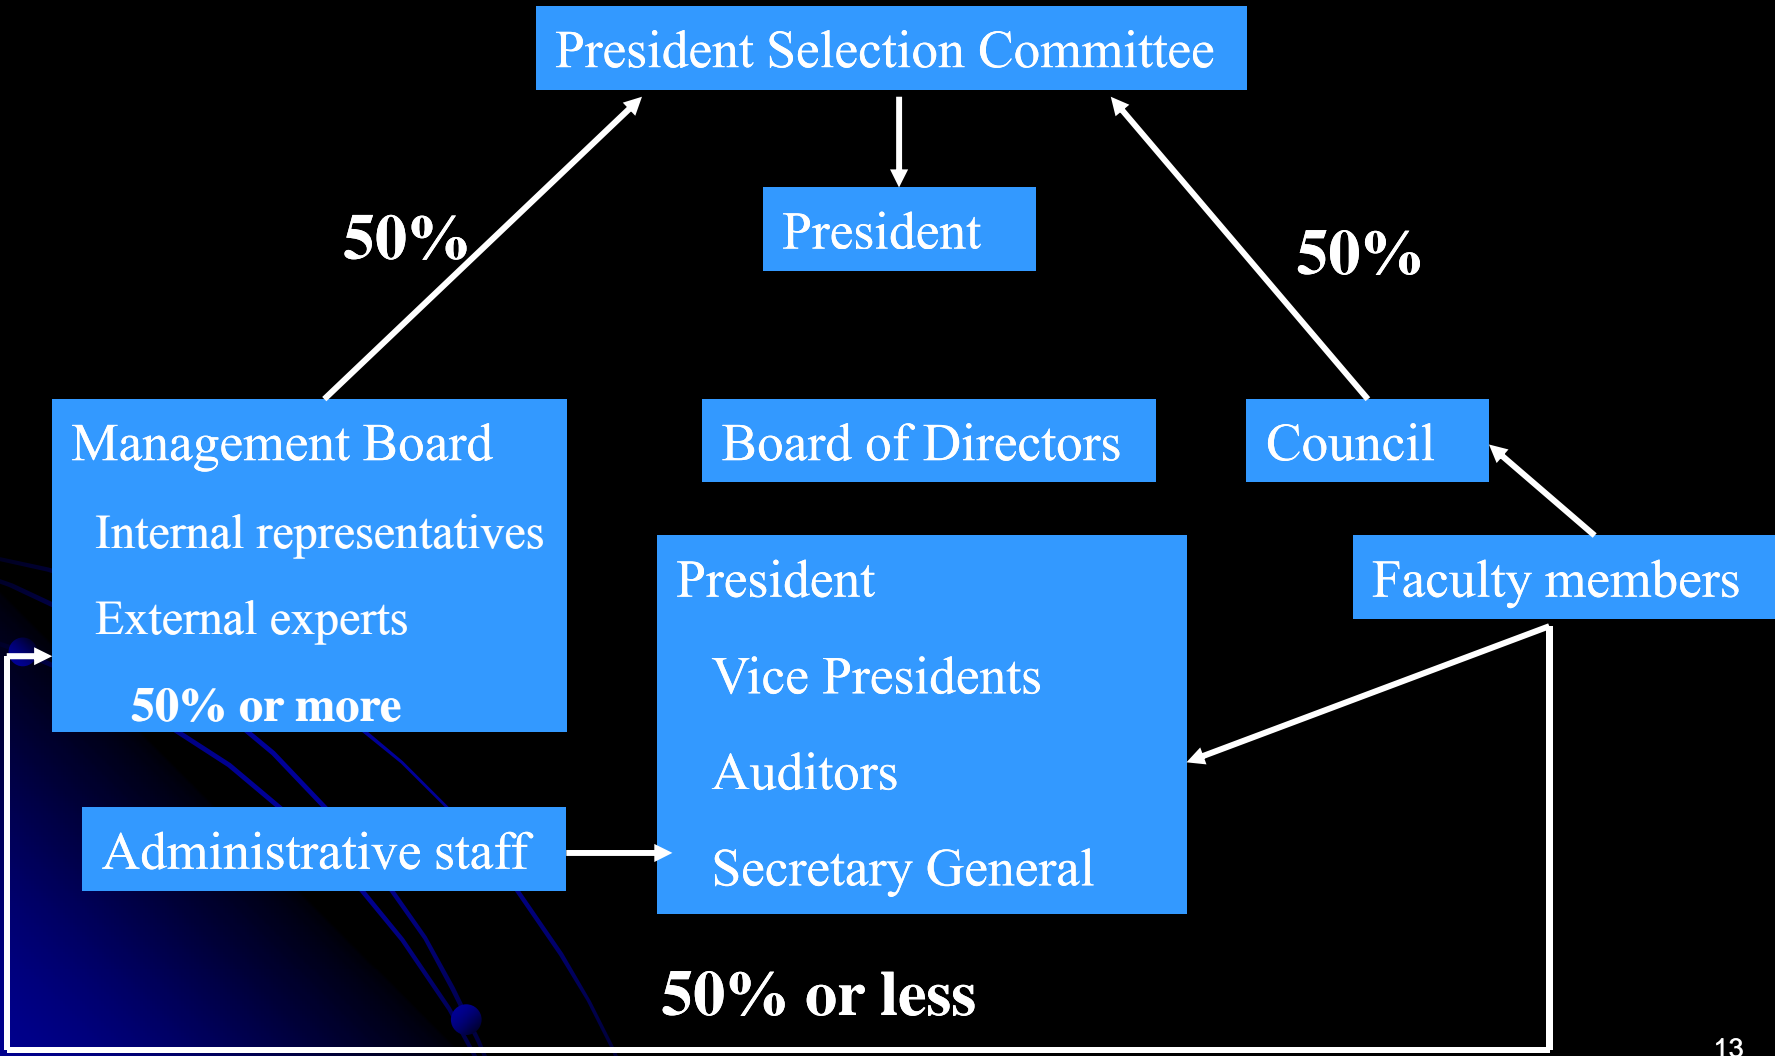 President Selection Committee
President
50%
50%
Management Board
Internal representatives
External experts
50% or more
Board of Directors
Council
President
Vice Presidents
Auditors
Secretary General
Faculty members
Administrative staff
50% or less
13